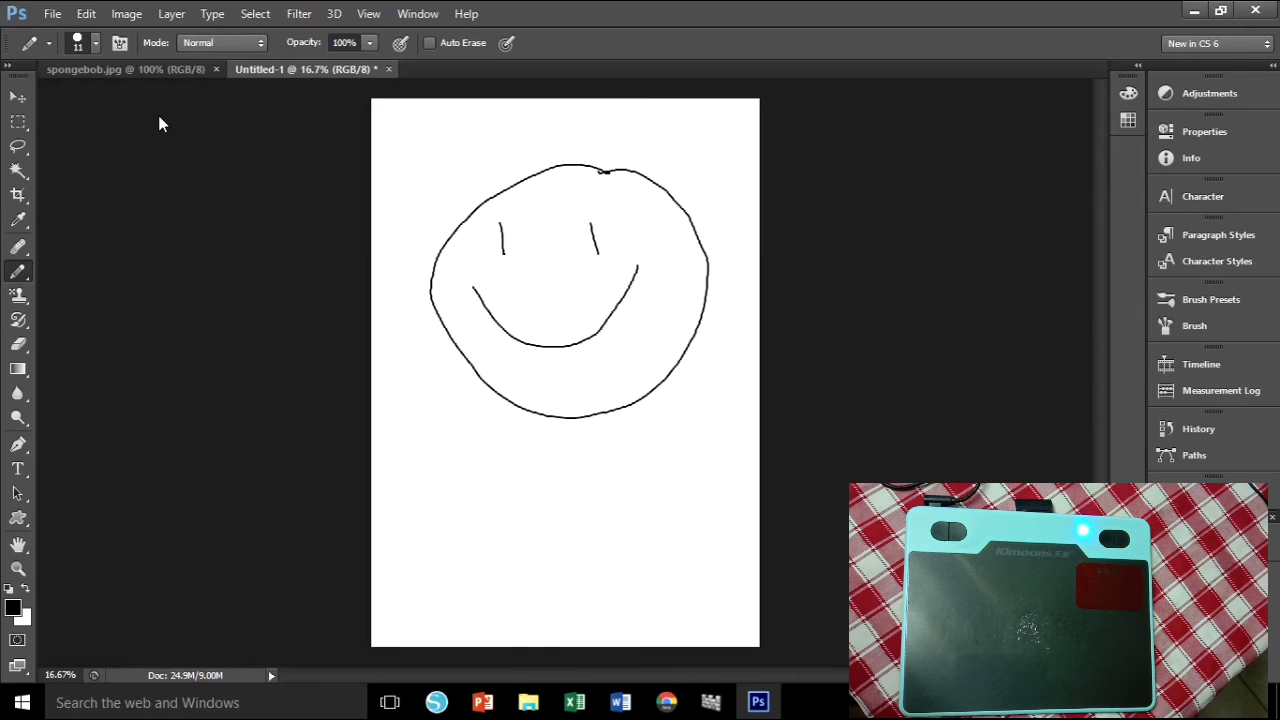 Ps File Edit Image Layer Type Select Filter 3D View Window Help
11 Mode: Normal Opacity: 100% Auto Erase New in CS 6
spongebob.jpg @ 100% (RGB/8) × Untitled-1 @ 16.7% (RGB/8) * ×
Adjustments
Properties
Info
Character
Paragraph Styles
Character Styles
Brush Presets
Brush
Timeline
Measurement Log
History
Paths
10moons
16.67% Doc: 24.9M/9.00M
Search the web and Windows